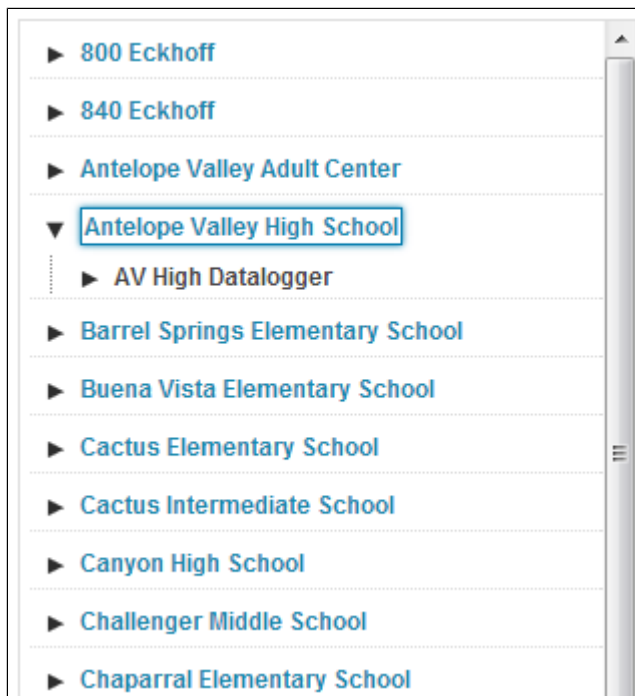 800 Eckhoff
840 Eckhoff
Antelope Valley Adult Center
Antelope Valley High School
AV High Datalogger
Barrel Springs Elementary School
Buena Vista Elementary School
Cactus Elementary School
Cactus Intermediate School
Canyon High School
Challenger Middle School
Chaparral Elementary School